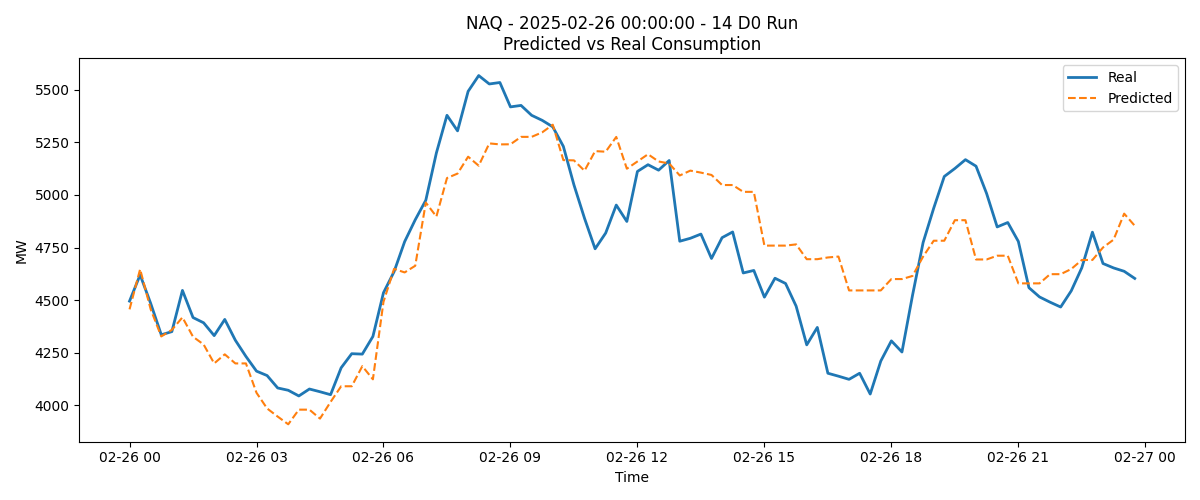 NAQ - 2025-02-26 00:00:00 - 14 D0 Run
Predicted vs Real Consumption
Real
Predicted
MW
5500
5250
5000
4750
4500
4250
4000
02-26 00
02-26 03
02-26 06
02-26 09
02-26 12
02-26 15
02-26 18
02-26 21
02-27 00
Time